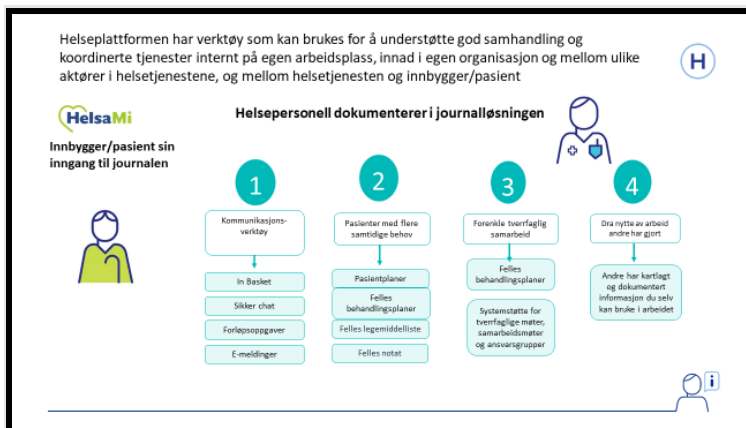 Helseplattformen har verktøy som kan brukes for å understøtte god samhandling og
koordinerte tjenester internt på egen arbeidsplass, innad i egen organisasjon og mellom ulike
aktører i helsetjenestene, og mellom helsetjenesten og innbygger/pasient
H
HelsaMi
Innbygger/pasient sin
inngang til journalen
Helsepersonell dokumenterer i journalløsningen
1
Kommunikasjons-
verktøy
In Basket
Sikker chat
Forløpsoppgaver
E-meldinger
2
Pasienter med flere
samtidige behov
Pasientplaner
Felles
behandlingsplaner
Felles legemiddelliste
Felles notat
3
Forenkle tverrfaglig
samarbeid
Felles
behandlingsplaner
Systemstøtte for
tverrfaglige møter,
samarbeidsmøter
og ansvarsgrupper
4
Dra nytte av arbeid
andre har gjort
Andre har kartlagt
og dokumentert
informasjon du selv
kan bruke i arbeidet
i